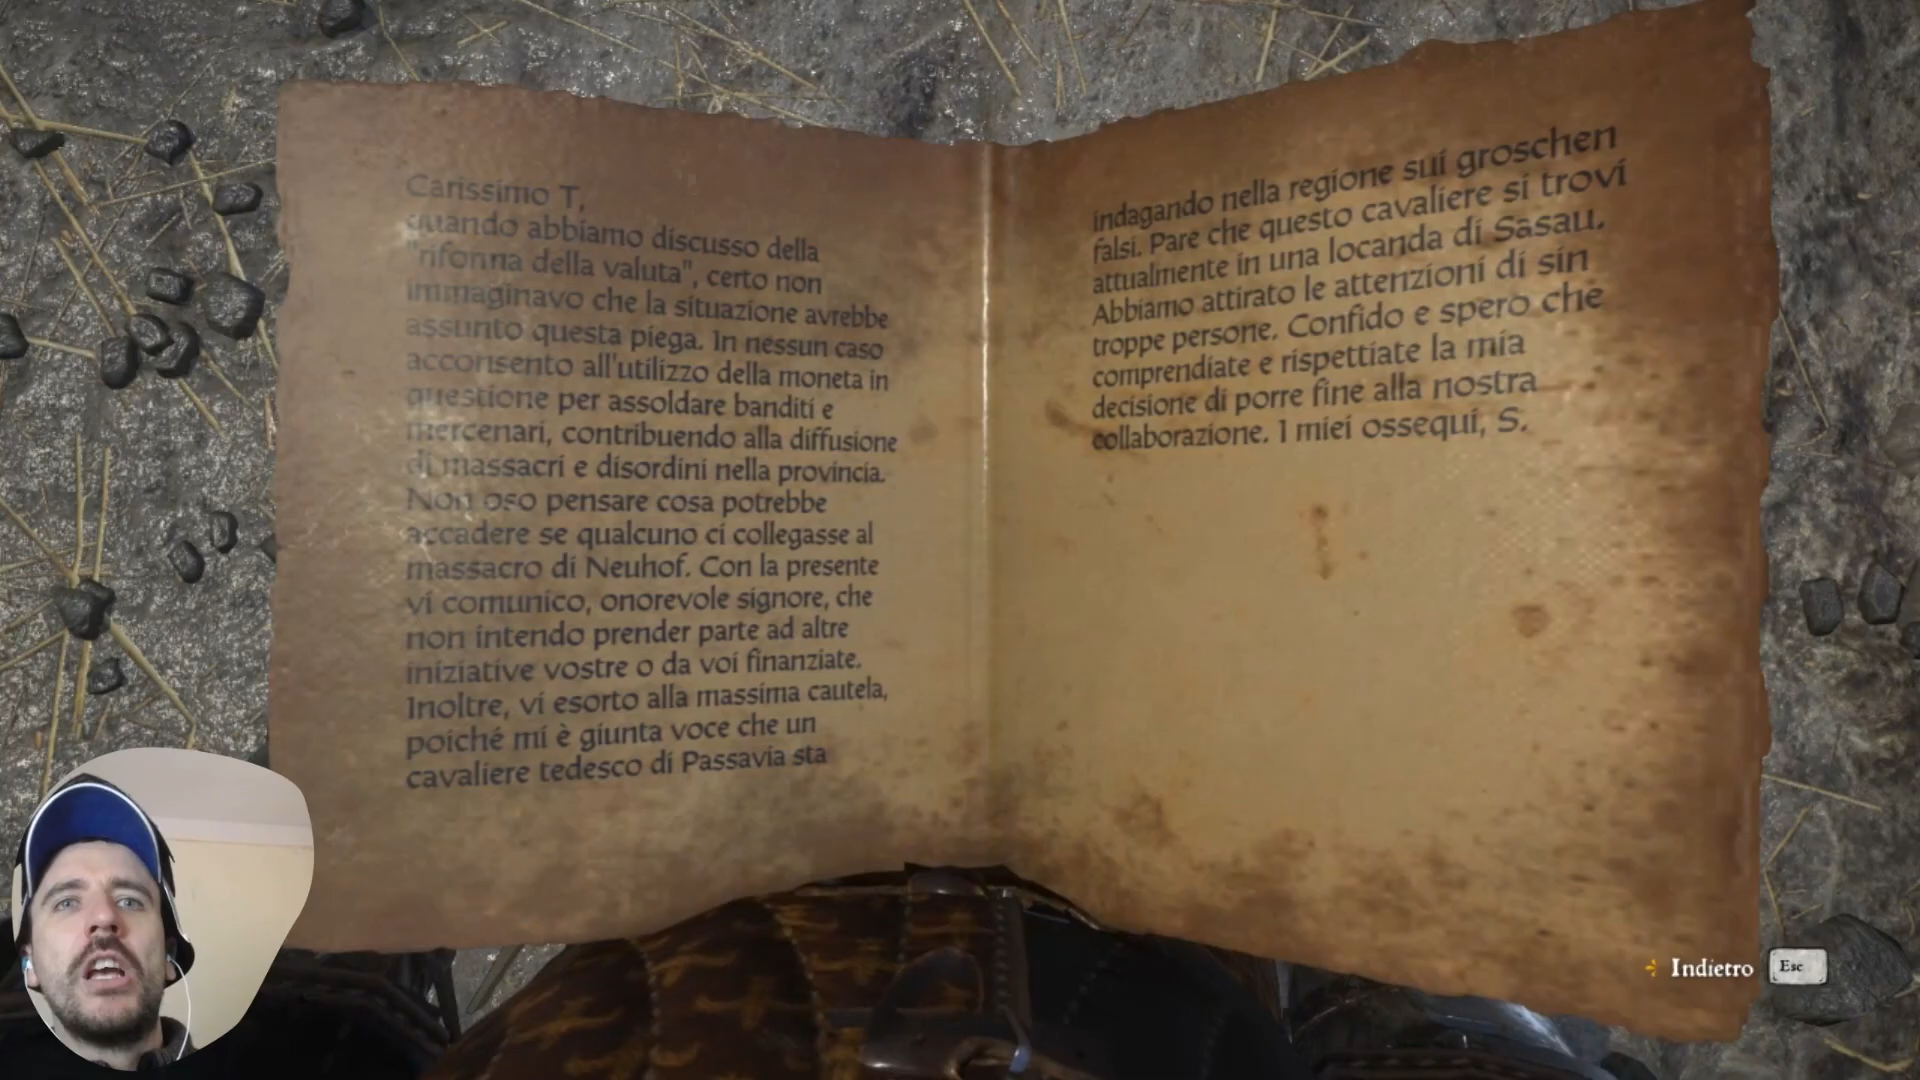 Carissimo T,
quando abbiamo discusso della
"riforma della valuta", certo non
immaginavo che la situazione avrebbe
assunto questa piega. In nessun caso
acconsento all'utilizzo della moneta in
questione per assoldare banditi e
mercenari, contribuendo alla diffusione
di massacri e disordini nella provincia.
Non oso pensare cosa potrebbe
accadere se qualcuno ci collegasse al
massacro di Neuhof. Con la presente
vi comunico, onorevole signore, che
non intendo prender parte ad altre
iniziative vostre o da voi finanziate.
Inoltre, vi esorto alla massima cautela,
poiché mi è giunta voce che un
cavaliere tedesco di Passavia sta
indagando nella regione sui groschen
falsi. Pare che questo cavaliere si trovi
attualmente in una locanda di Sasau.
Abbiamo attirato le attenzioni di sin
troppe persone. Confido e spero che
comprendiate e rispettiate la mia
decisione di porre fine alla nostra
collaborazione. I miei ossequi, S.
Indietro Esc